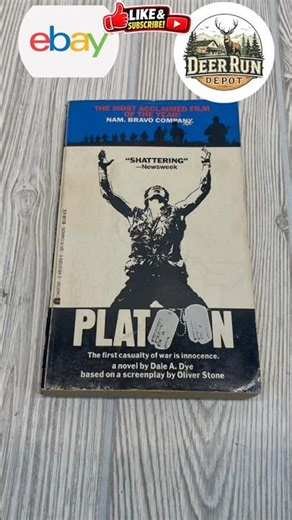 ebay
LIKE &
SUBSCRIBE!
DEER RUN
DEPOT
THE MOST ACCLAIMED FILM
OF THE YEAR!
NAM. BRAVO COMPANY.
"SHATTERING"
—Newsweek
PLATOON
The first casualty of war is innocence.
a novel by Dale A. Dye
based on a screenplay by Oliver Stone